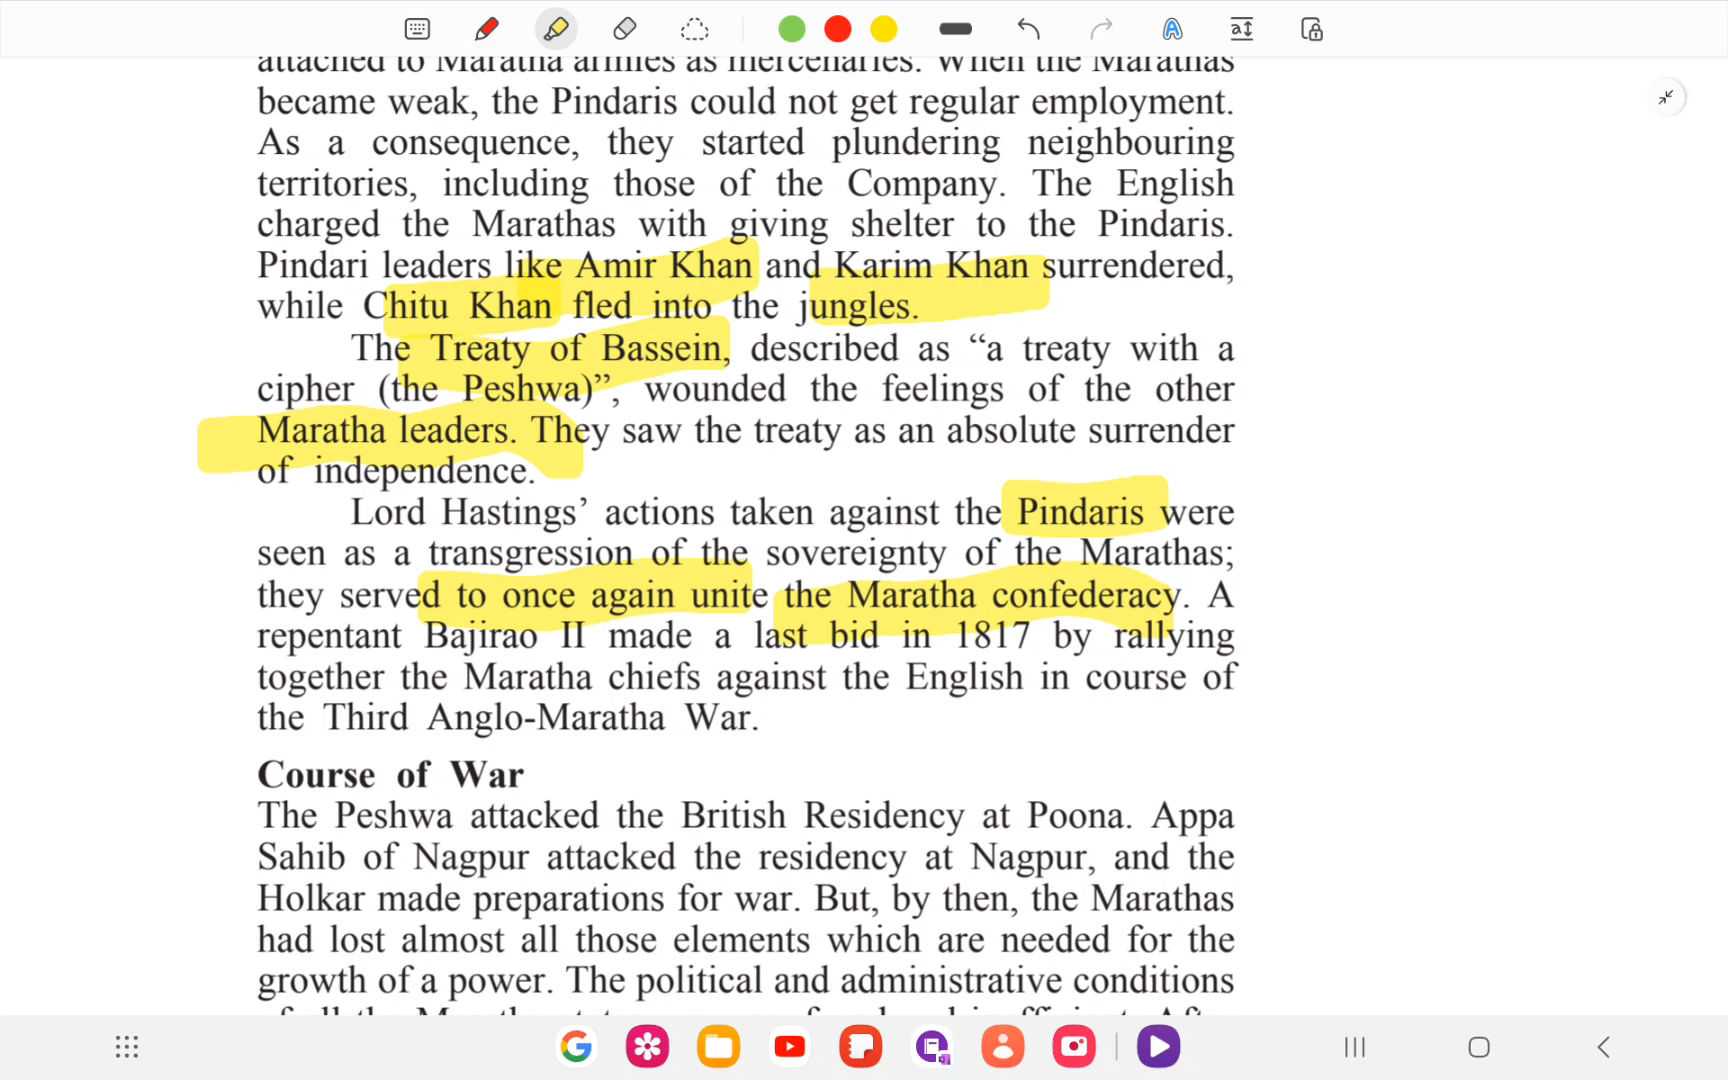 attached to Maratha armies as mercenaries. When the Marathas
became weak, the Pindaris could not get regular employment.
As a consequence, they started plundering neighbouring
territories, including those of the Company. The English
charged the Marathas with giving shelter to the Pindaris.
Pindari leaders like Amir Khan and Karim Khan surrendered,
while Chitu Khan fled into the jungles.
The Treaty of Bassein, described as “a treaty with a
cipher (the Peshwa)”, wounded the feelings of the other
Maratha leaders. They saw the treaty as an absolute surrender
of independence.
Lord Hastings’ actions taken against the Pindaris were
seen as a transgression of the sovereignty of the Marathas;
they served to once again unite the Maratha confederacy. A
repentant Bajirao II made a last bid in 1817 by rallying
together the Maratha chiefs against the English in course of
the Third Anglo-Maratha War.
Course of War
The Peshwa attacked the British Residency at Poona. Appa
Sahib of Nagpur attacked the residency at Nagpur, and the
Holkar made preparations for war. But, by then, the Marathas
had lost almost all those elements which are needed for the
growth of a power. The political and administrative conditions